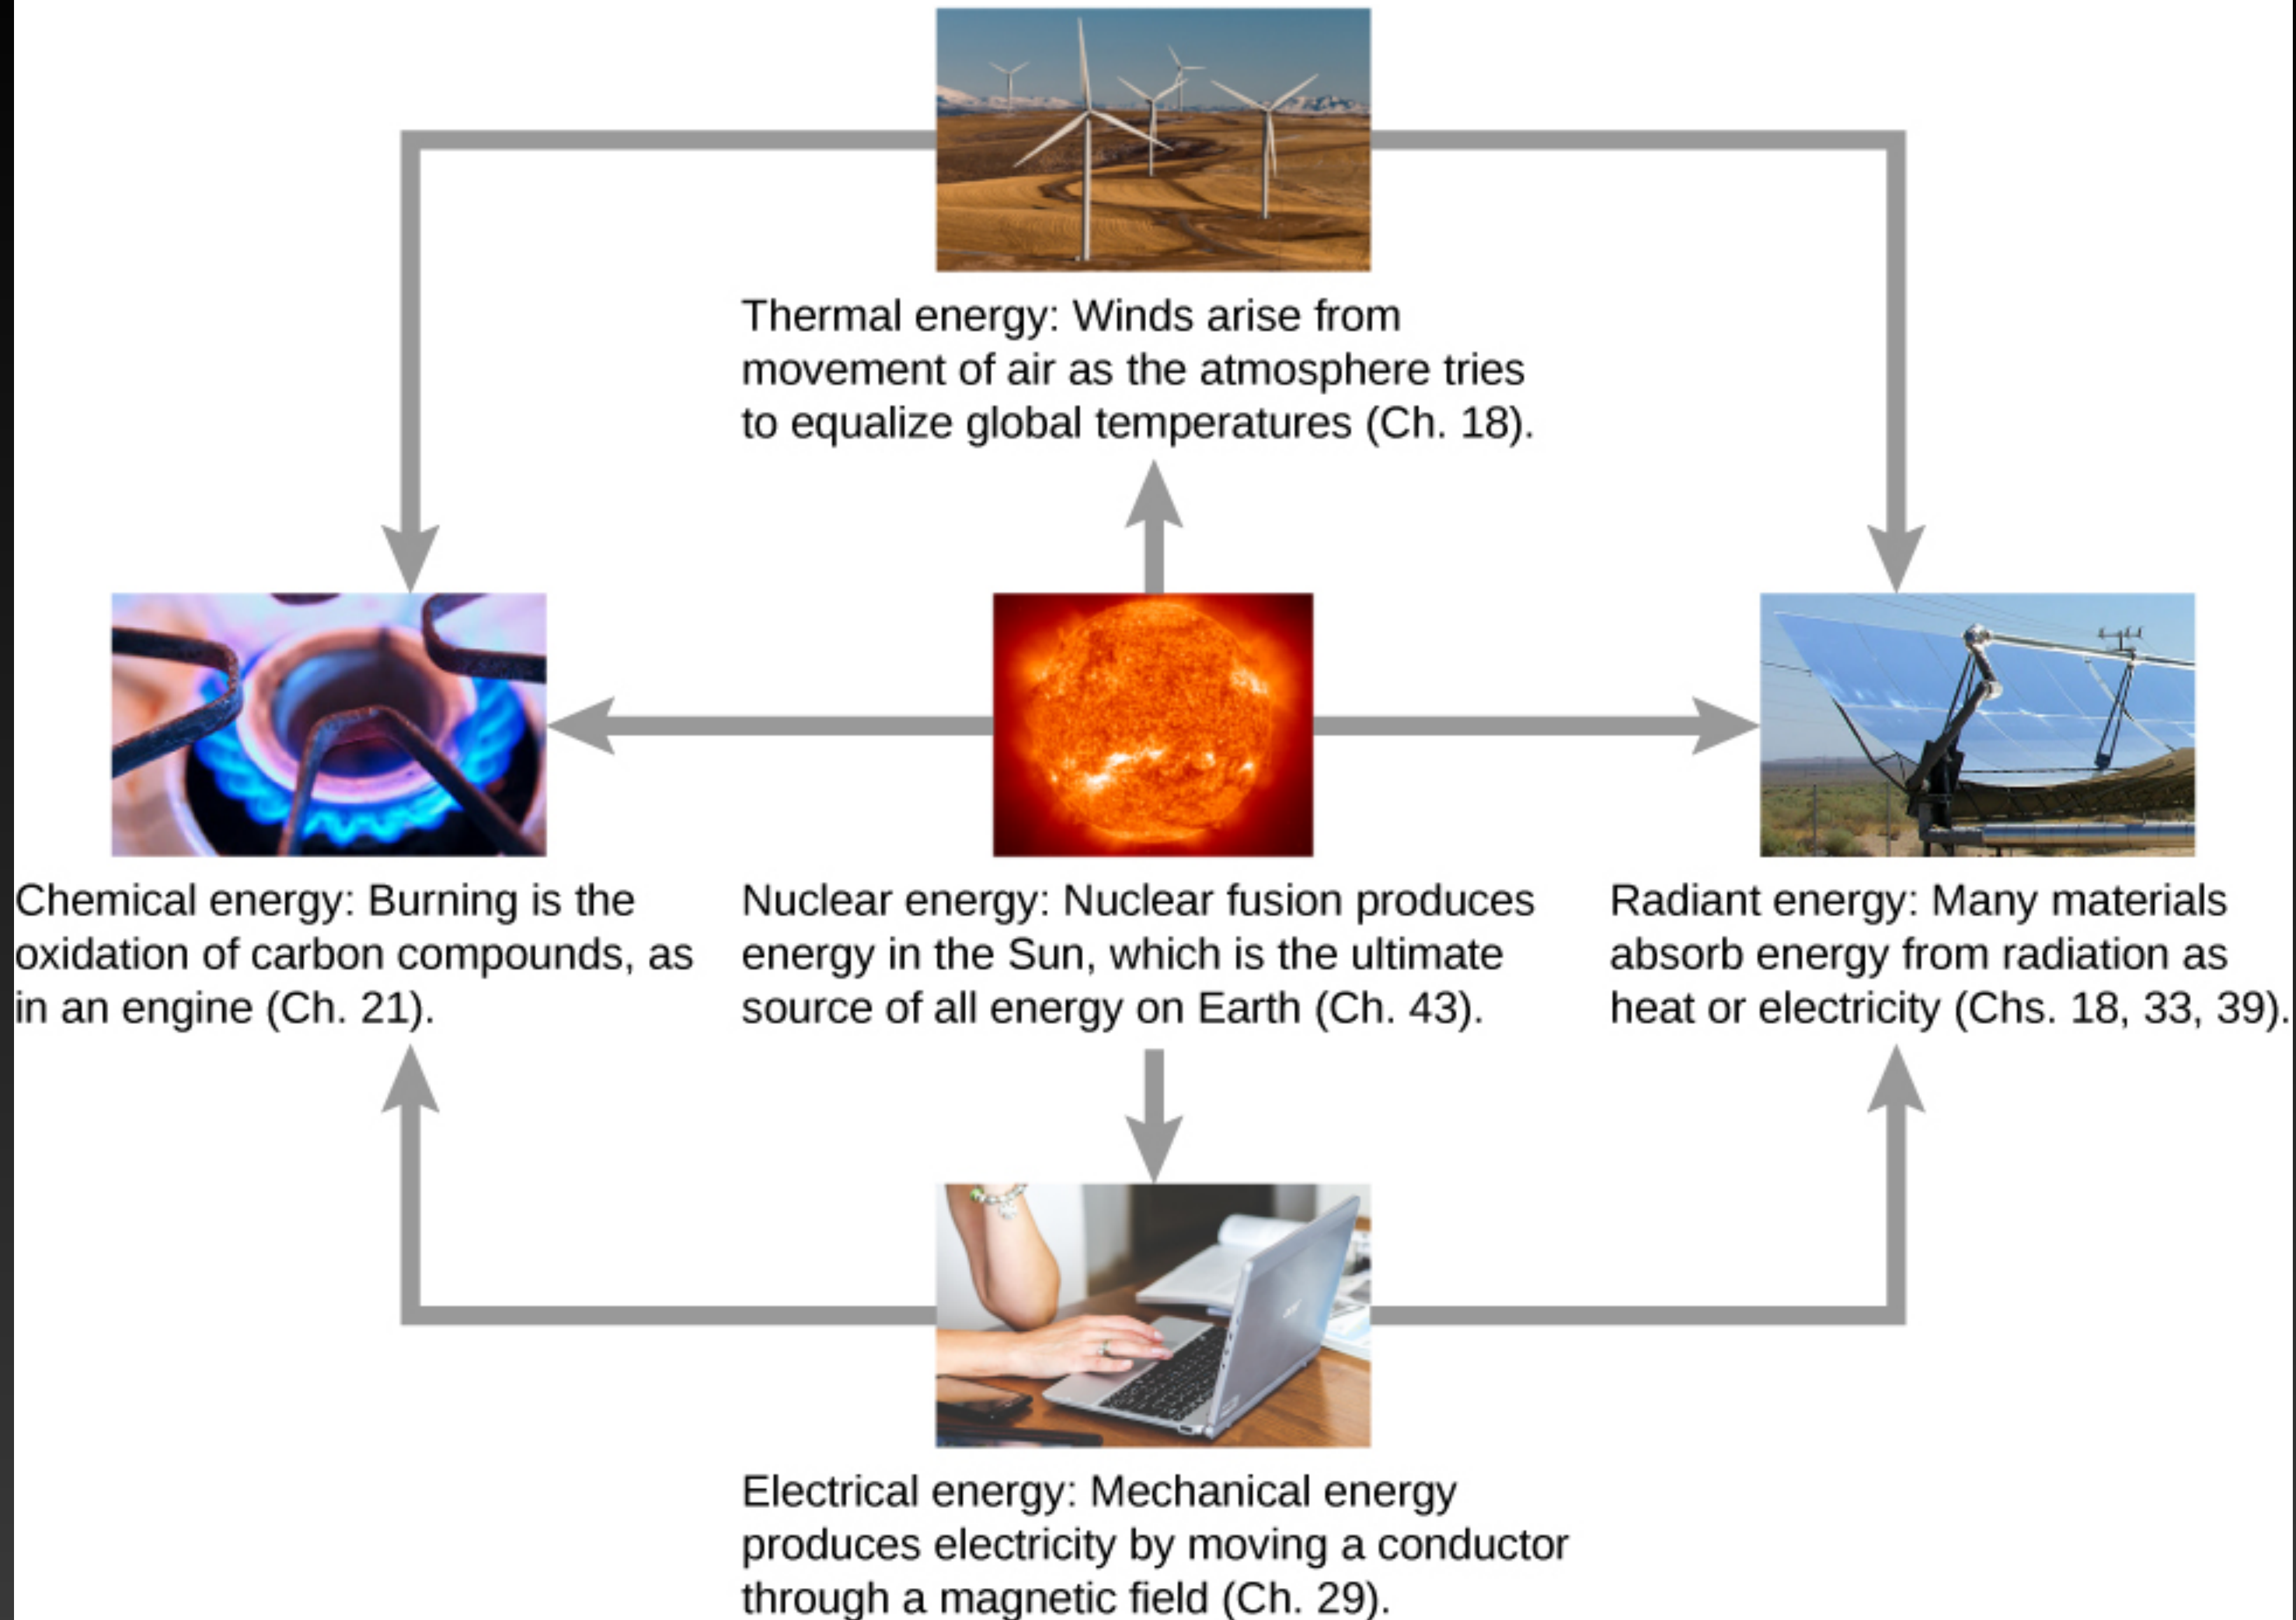 Thermal energy: Winds arise from
movement of air as the atmosphere tries
to equalize global temperatures (Ch. 18).
Chemical energy: Burning is the
oxidation of carbon compounds, as
in an engine (Ch. 21).
Nuclear energy: Nuclear fusion produces
energy in the Sun, which is the ultimate
source of all energy on Earth (Ch. 43).
Radiant energy: Many materials
absorb energy from radiation as
heat or electricity (Chs. 18, 33, 39).
Electrical energy: Mechanical energy
produces electricity by moving a conductor
through a magnetic field (Ch. 29).